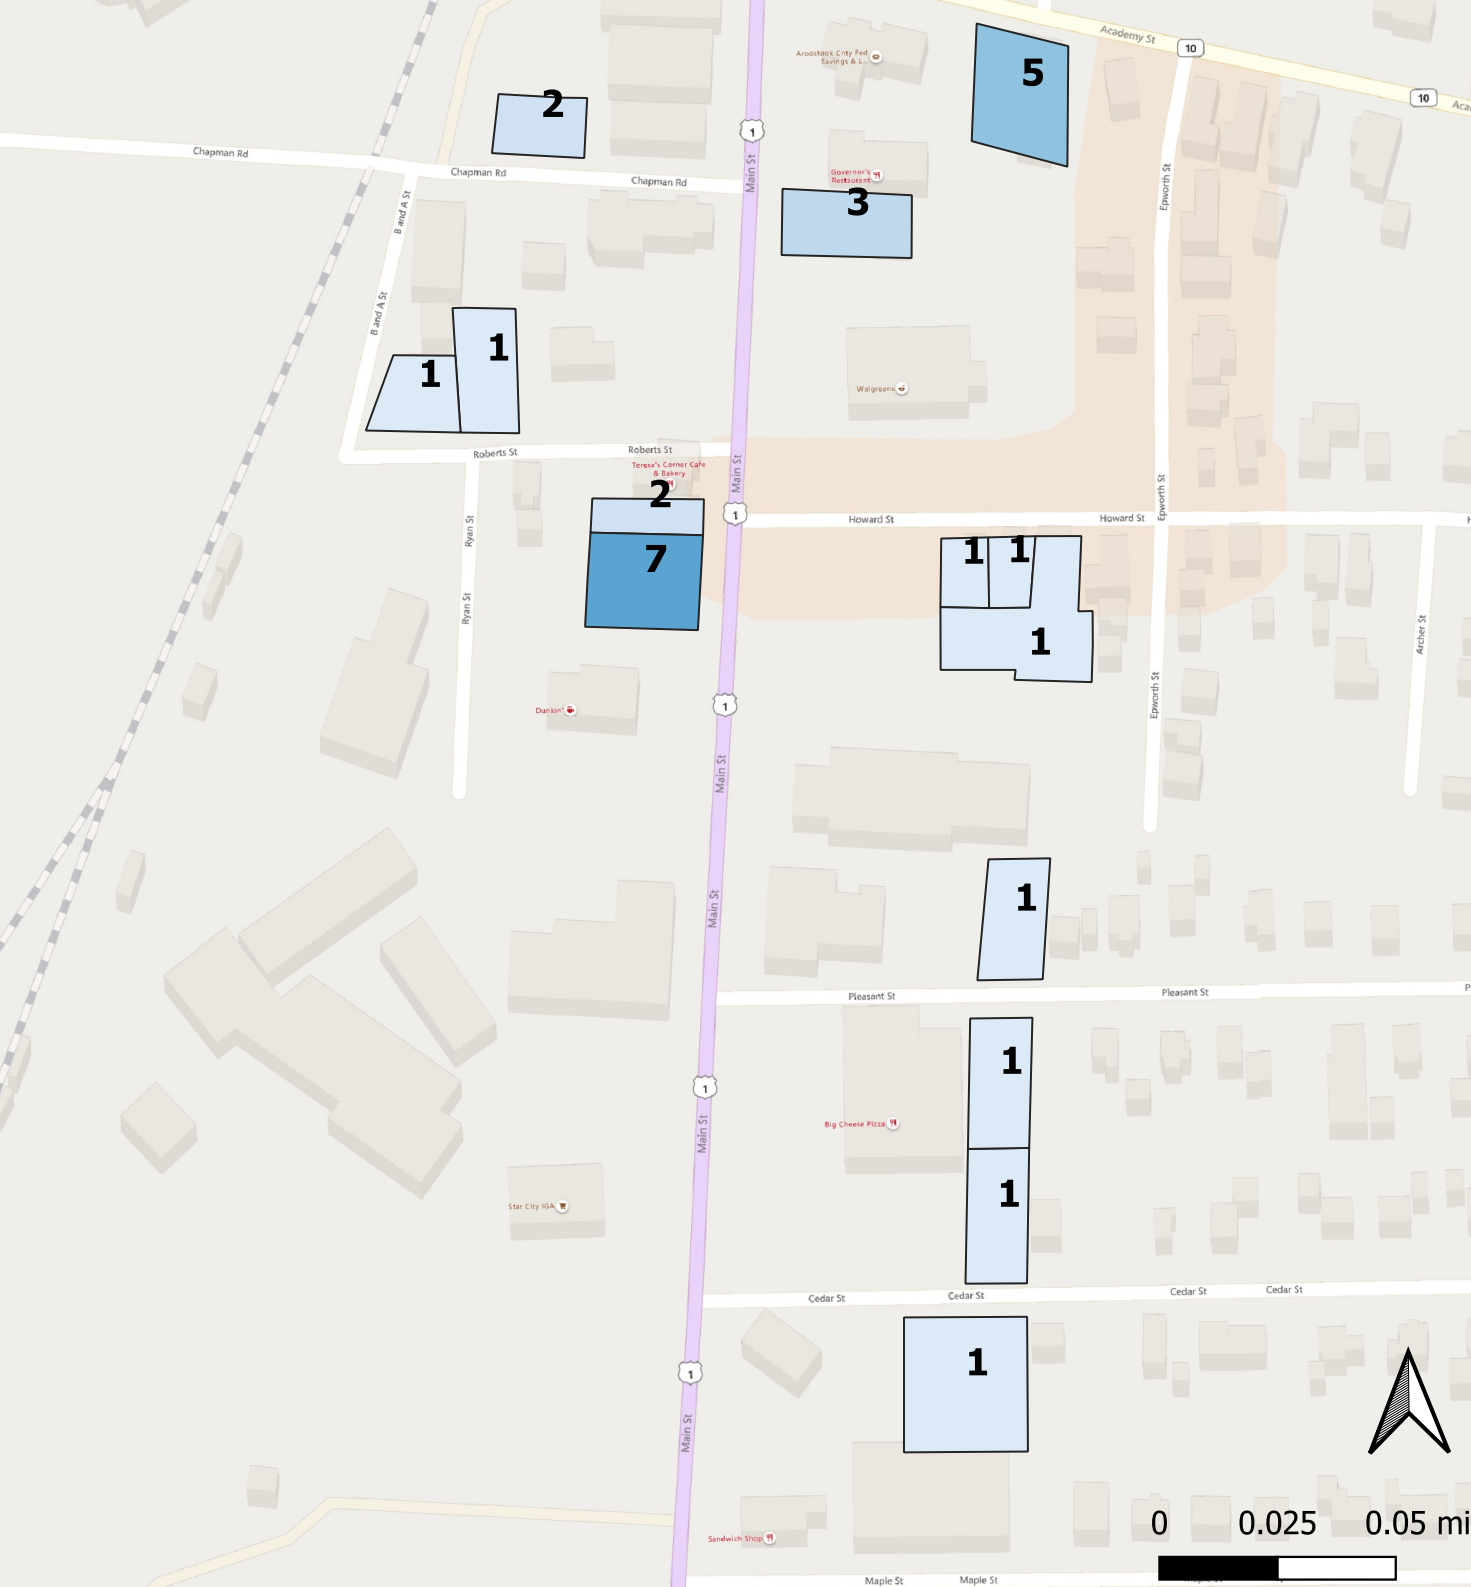 Academy St
10
10
Aca
Aroostook Cnty Fed
Savings & L...
5
2
1
Main St
Chapman Rd
Chapman Rd
Chapman Rd
Governor's
Restaurant
3
Epworth St
B and A St
B and A St
1
1
Walgreens
Roberts St
Roberts St
Teresa's Corner Cafe
& Bakery
Main St
2
1
Howard St
Howard St
Epworth St
H
Ryan St
7
1
1
Ryan St
1
Archer St
Epworth St
Dunkin'
1
Main St
1
Main St
Pleasant St
Pleasant St
P
1
1
Main St
Big Cheese Pizza
1
Star City IGA
Cedar St
Cedar St
Cedar St
Cedar St
1
1
Main St
0
0.025
0.05 mi
Sandwich Shop
Maple St
Maple St